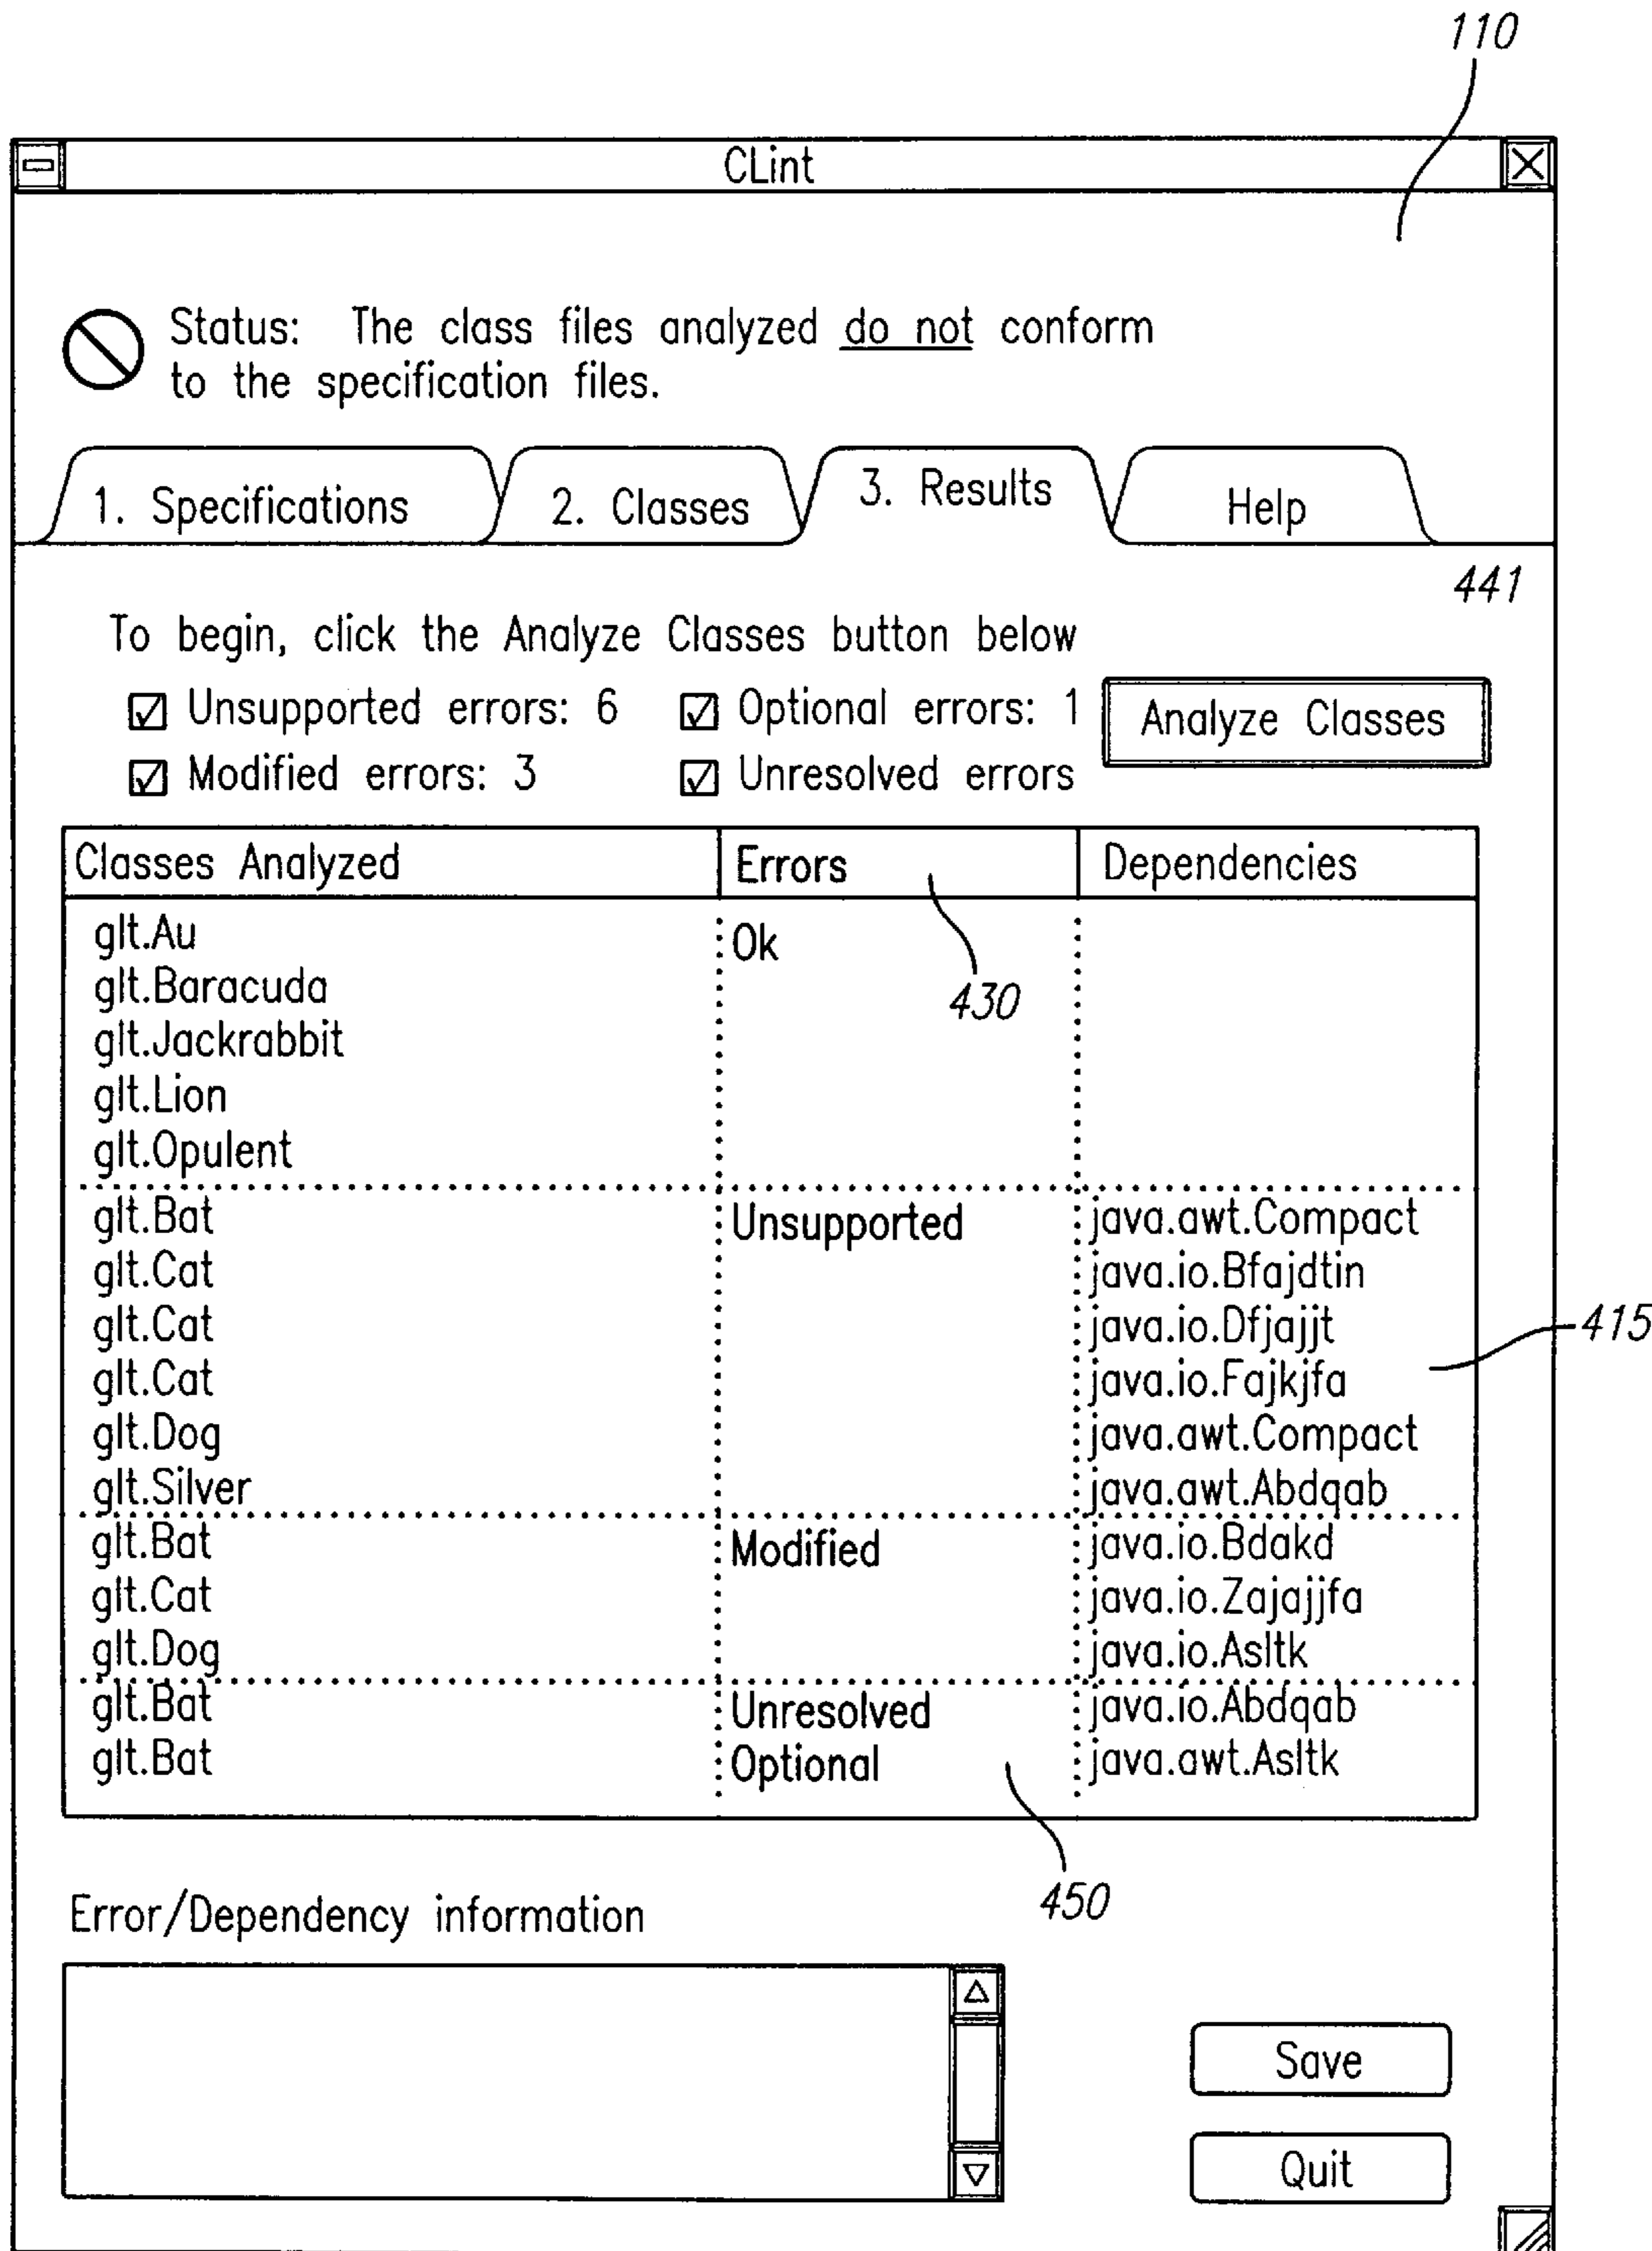 110
CLint
Status: The class files analyzed do not conform
to the specification files.
1. Specifications
2. Classes
3. Results
Help
441
To begin, click the Analyze Classes button below
Unsupported errors: 6
Optional errors: 1
Analyze Classes
Modified errors: 3
Unresolved errors
Classes Analyzed
Errors
Dependencies
glt.Au
Ok
glt.Baracuda
430
glt.Jackrabbit
glt.Lion
glt.Opulent
glt.Bat
Unsupported
java.awt.Compact
glt.Cat
java.io.Bfajdtin
glt.Cat
java.io.Dfjajjt
415
glt.Cat
java.io.Fajkjfa
glt.Dog
java.awt.Compact
glt.Silver
java.awt.Abdqab
glt.Bat
Modified
java.io.Bdakd
glt.Cat
java.io.Zajajjfa
glt.Dog
java.io.Asltk
glt.Bat
Unresolved
java.io.Abdqab
glt.Bat
Optional
java.awt.Asltk
450
Error/Dependency information
Save
Quit